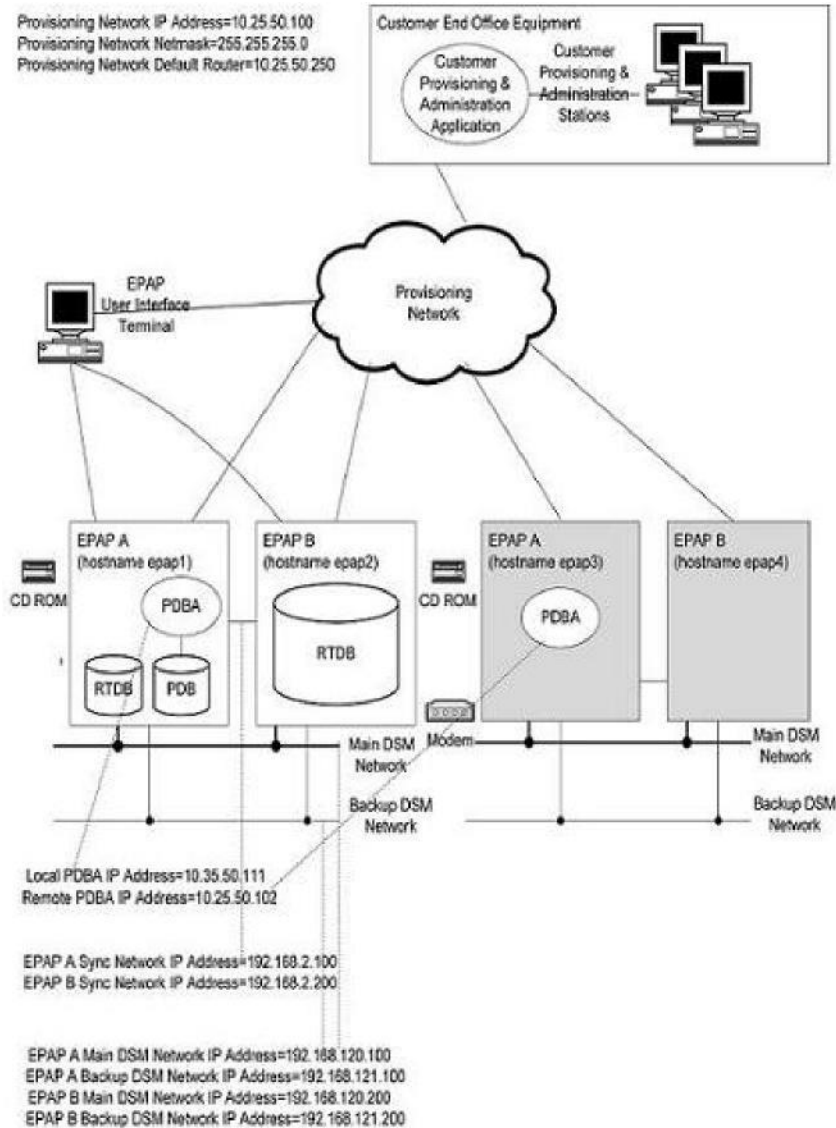 Provisioning Network IP Address=10.25.50.100
Provisioning Network Netmask=255.255.255.0
Provisioning Network Default Router=10.25.50.250
Customer End Office Equipment
Customer
Provisioning &
Administration
Application
Customer
Provisioning &
Administration
Stations
EPAP
User Interface
Terminal
Provisioning
Network
EPAP A
(hostname epap1)
EPAP B
(hostname epap2)
EPAP A
(hostname epap3)
EPAP B
(hostname epap4)
CD ROM
PDBA
RTDB
PDB
RTDB
CD ROM
PDBA
Main DSM
Network
Modem
Main DSM
Network
Backup DSM
Network
Backup DSM
Network
Local PDBA IP Address=10.35.50.111
Remote PDBA IP Address=10.25.50.102
EPAP A Sync Network IP Address=192.168.2.100
EPAP B Sync Network IP Address=192.168.2.200
EPAP A Main DSM Network IP Address=192.168.120.100
EPAP A Backup DSM Network IP Address=192.168.121.100
EPAP B Main DSM Network IP Address=192.168.120.200
EPAP B Backup DSM Network IP Address=192.168.121.200